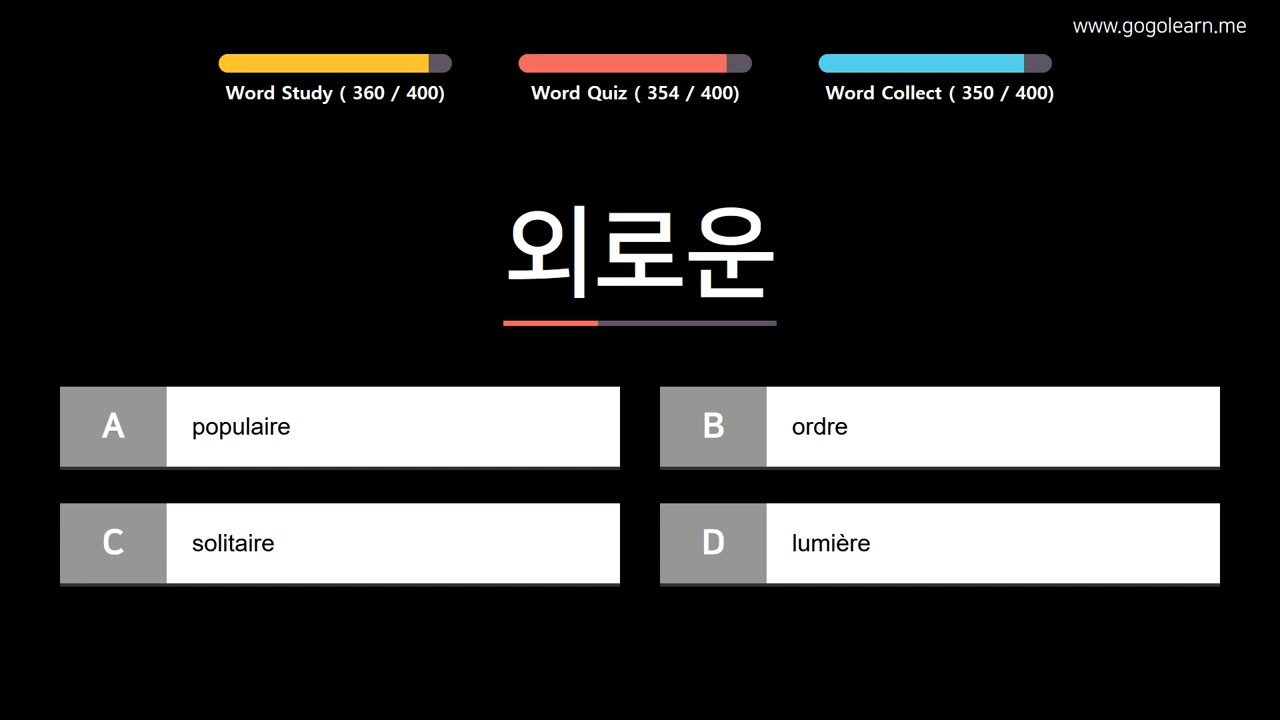 www.gogolearn.me
Word Study ( 360 / 400)
Word Quiz ( 354 / 400)
Word Collect ( 350 / 400)
외로운
A populaire
B ordre
C solitaire
D lumière